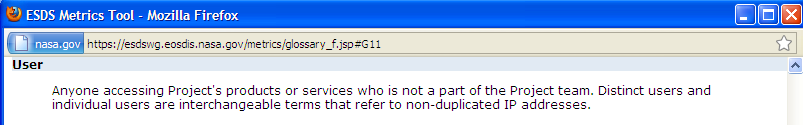 ESDS Metrics Tool - Mozilla Firefox
nasa.gov https://esdswg.eosdis.nasa.gov/metrics/glossary_f.jsp#G11
User
Anyone accessing Project's products or services who is not a part of the Project team. Distinct users and
individual users are interchangeable terms that refer to non-duplicated IP addresses.